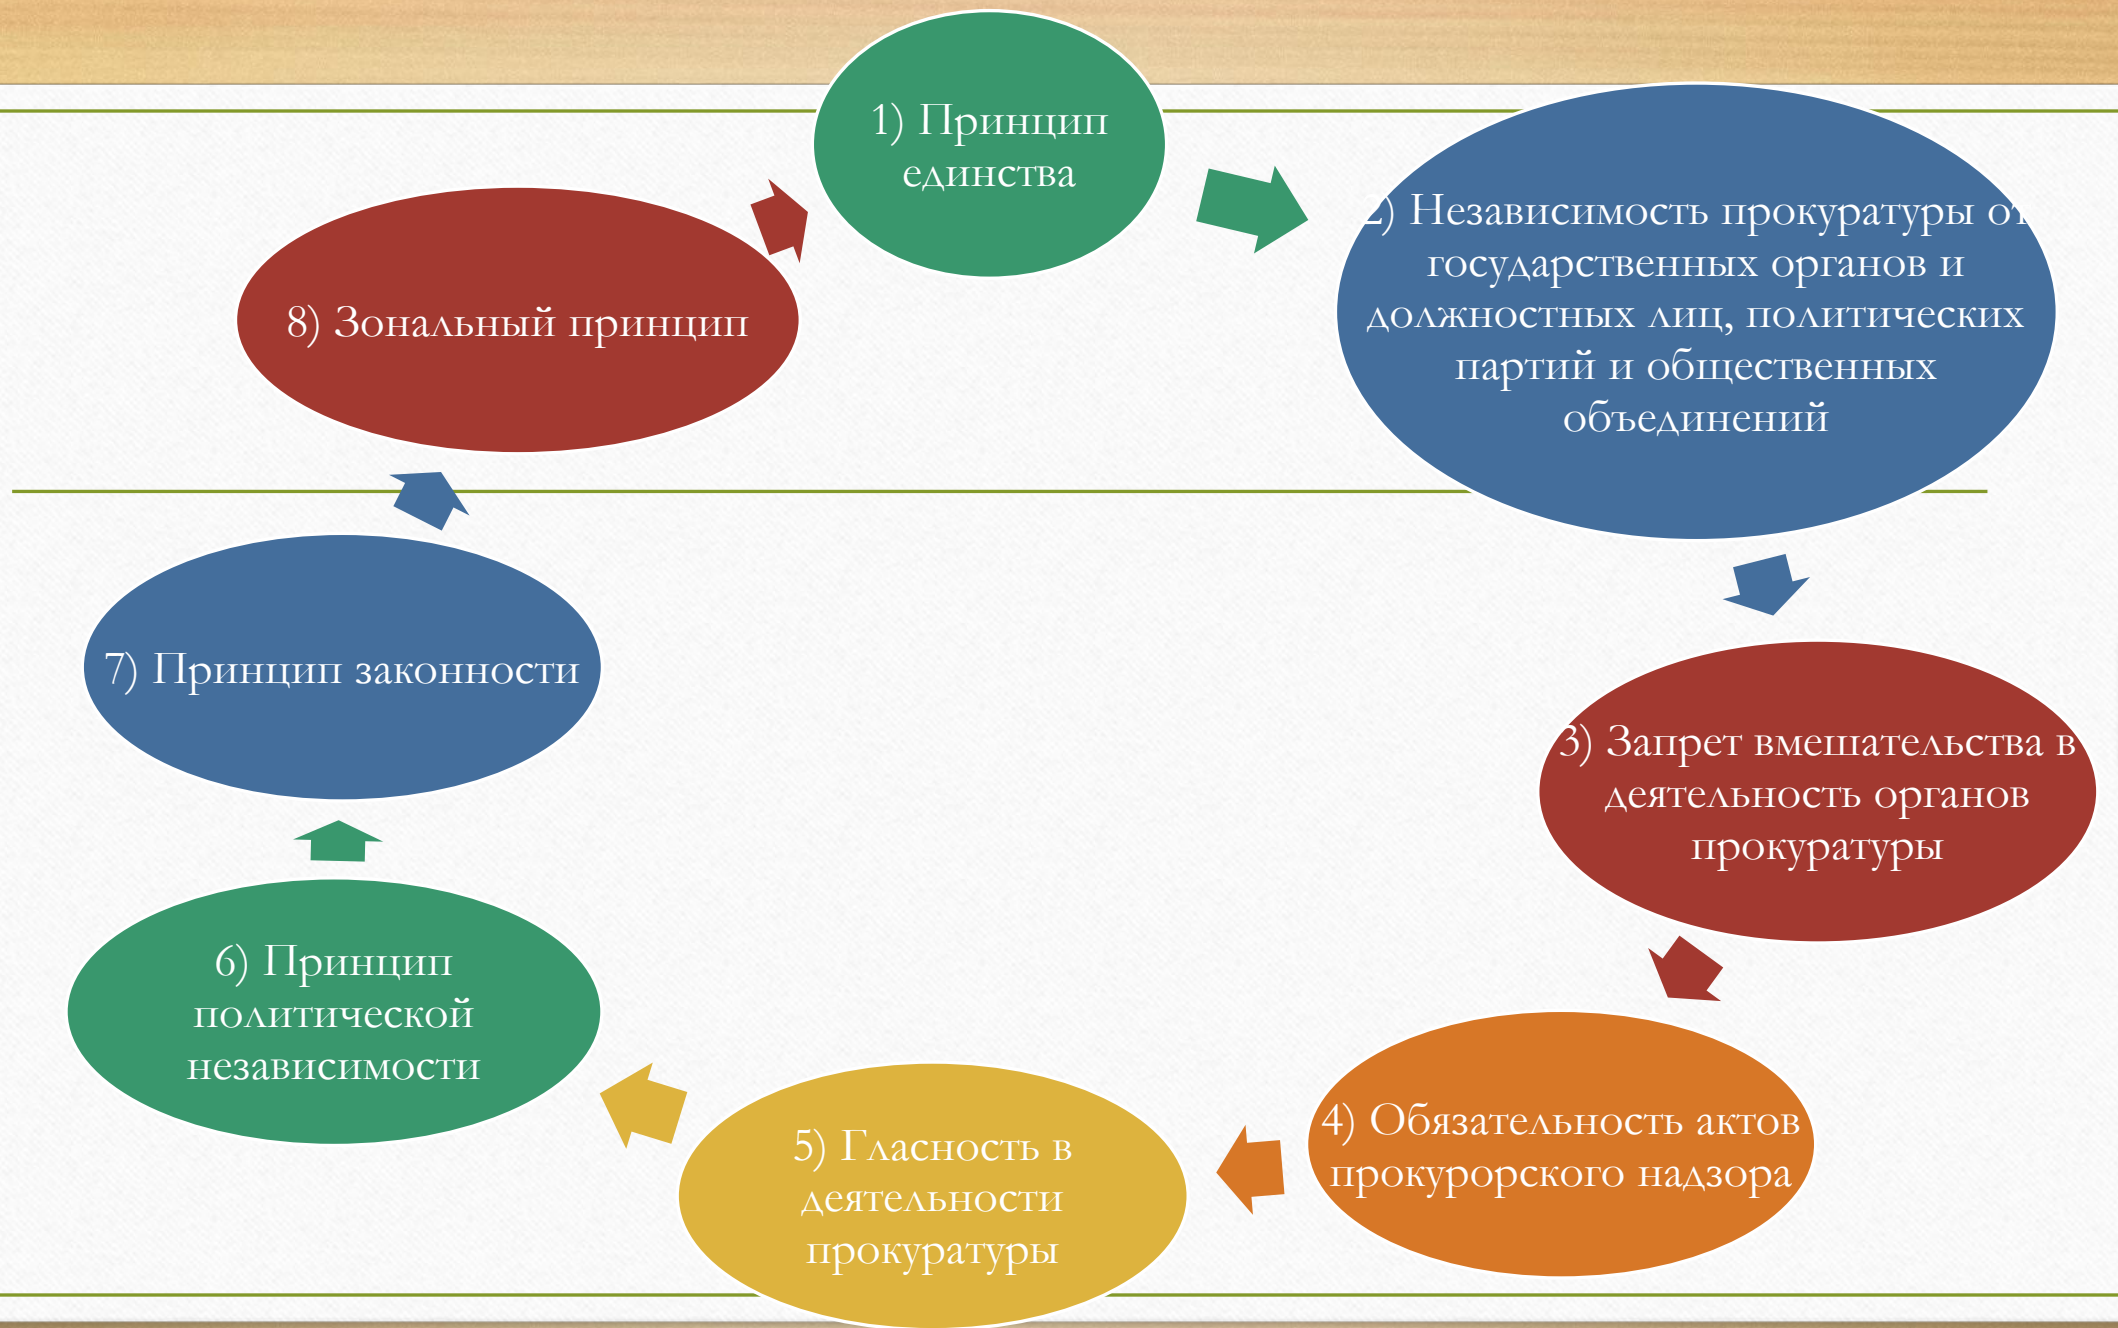 1) Принцип
единства
2) Независимость прокуратуры от
государственных органов и
должностных лиц, политических
партий и общественных
объединений
3) Запрет вмешательства в
деятельность органов
прокуратуры
4) Обязательность актов
прокурорского надзора
5) Гласность в
деятельности
прокуратуры
6) Принцип
политической
независимости
7) Принцип законности
8) Зональный принцип